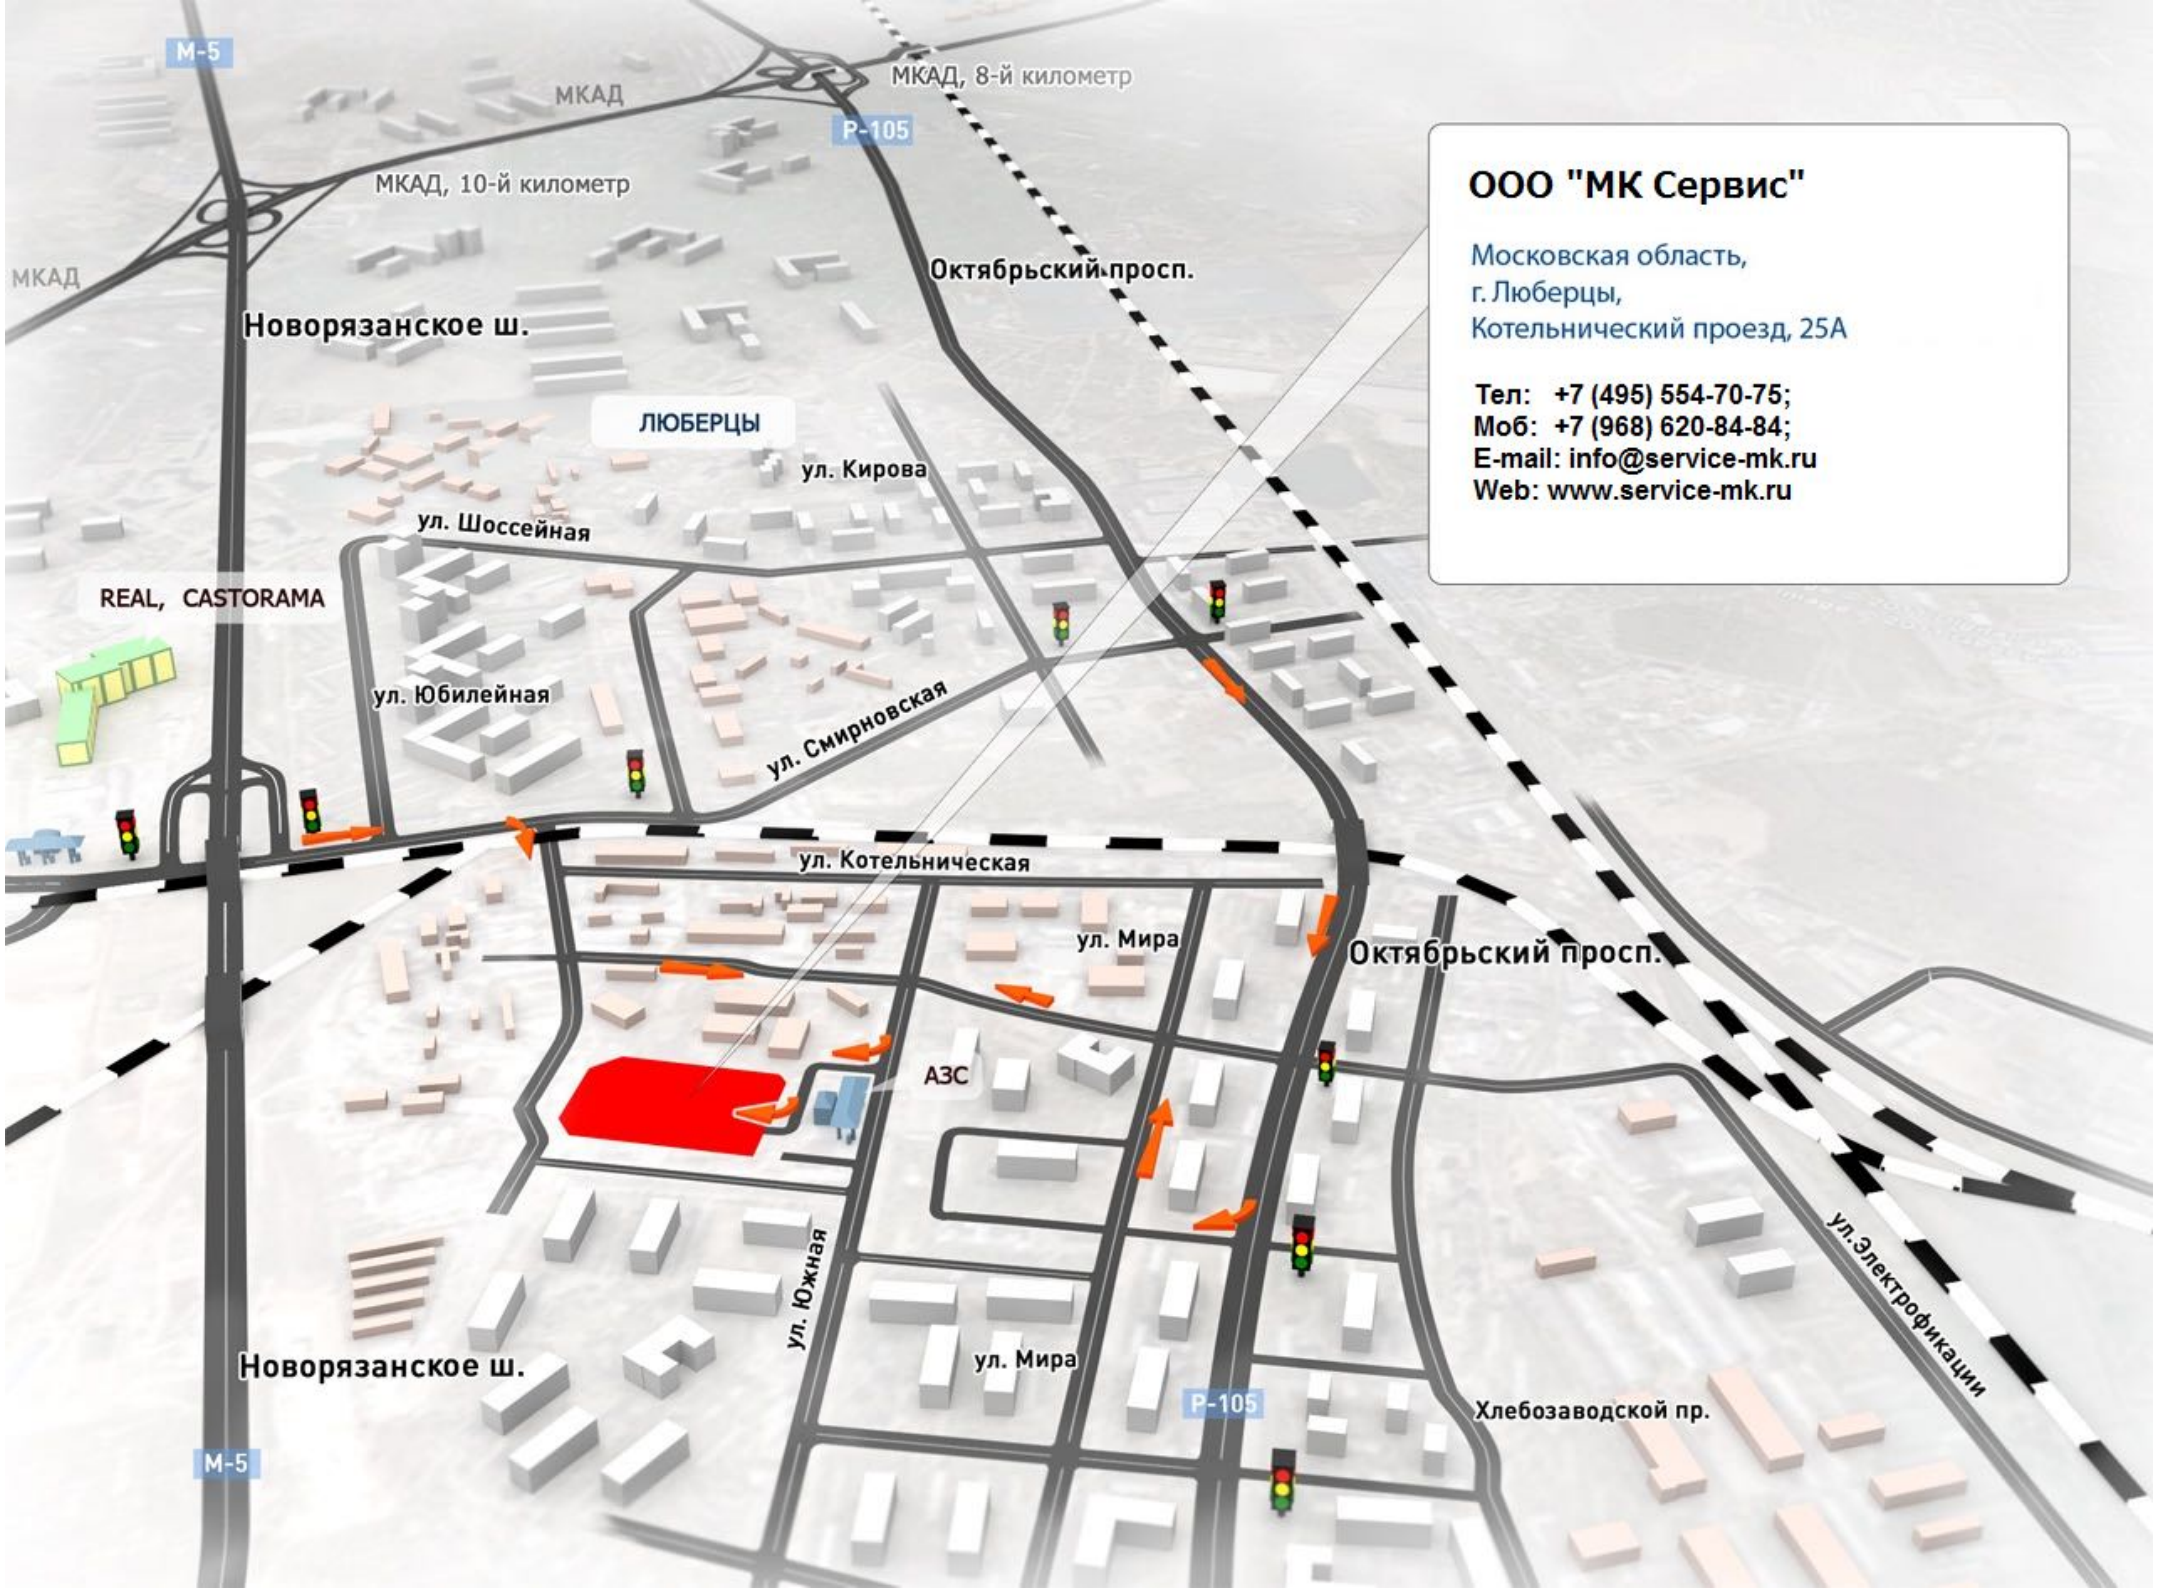 М-5
МКАД
МКАД, 8-й километр
Р-105
МКАД, 10-й километр
МКАД
Октябрьский просп.
Новорязанское ш.
ООО "МК Сервис"
Московская область,
г. Люберцы,
Котельнический проезд, 25А
Тел: +7 (495) 554-70-75;
Моб: +7 (968) 620-84-84;
E-mail: info@service-mk.ru
Web: www.service-mk.ru
ЛЮБЕРЦЫ
ул. Кирова
ул. Шоссейная
REAL, CASTORAMA
ул. Юбилейная
ул. Смирновская
ул. Котельническая
ул. Мира
Октябрьский просп.
АЗС
ул. Южная
ул.Электрофикации
Новорязанское ш.
ул. Мира
Р-105
Хлебозаводской пр.
М-5